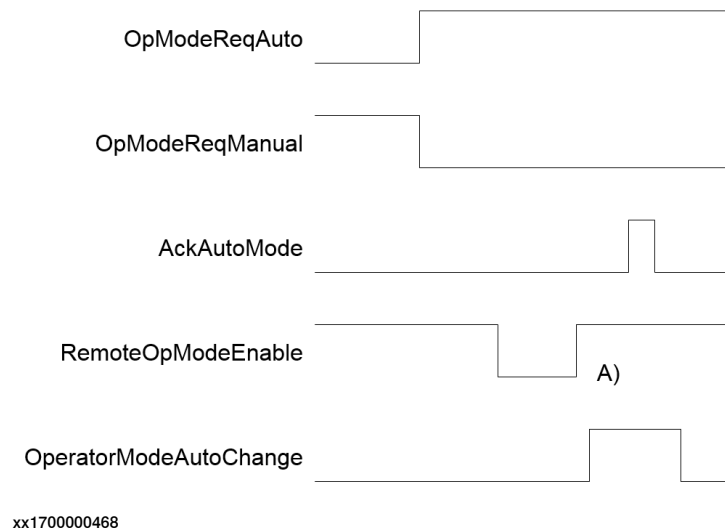 OpModeReqAuto
OpModeReqManual
AckAutoMode
RemoteOpModeEnable
A)
OperatorModeAutoChange
xx1700000468